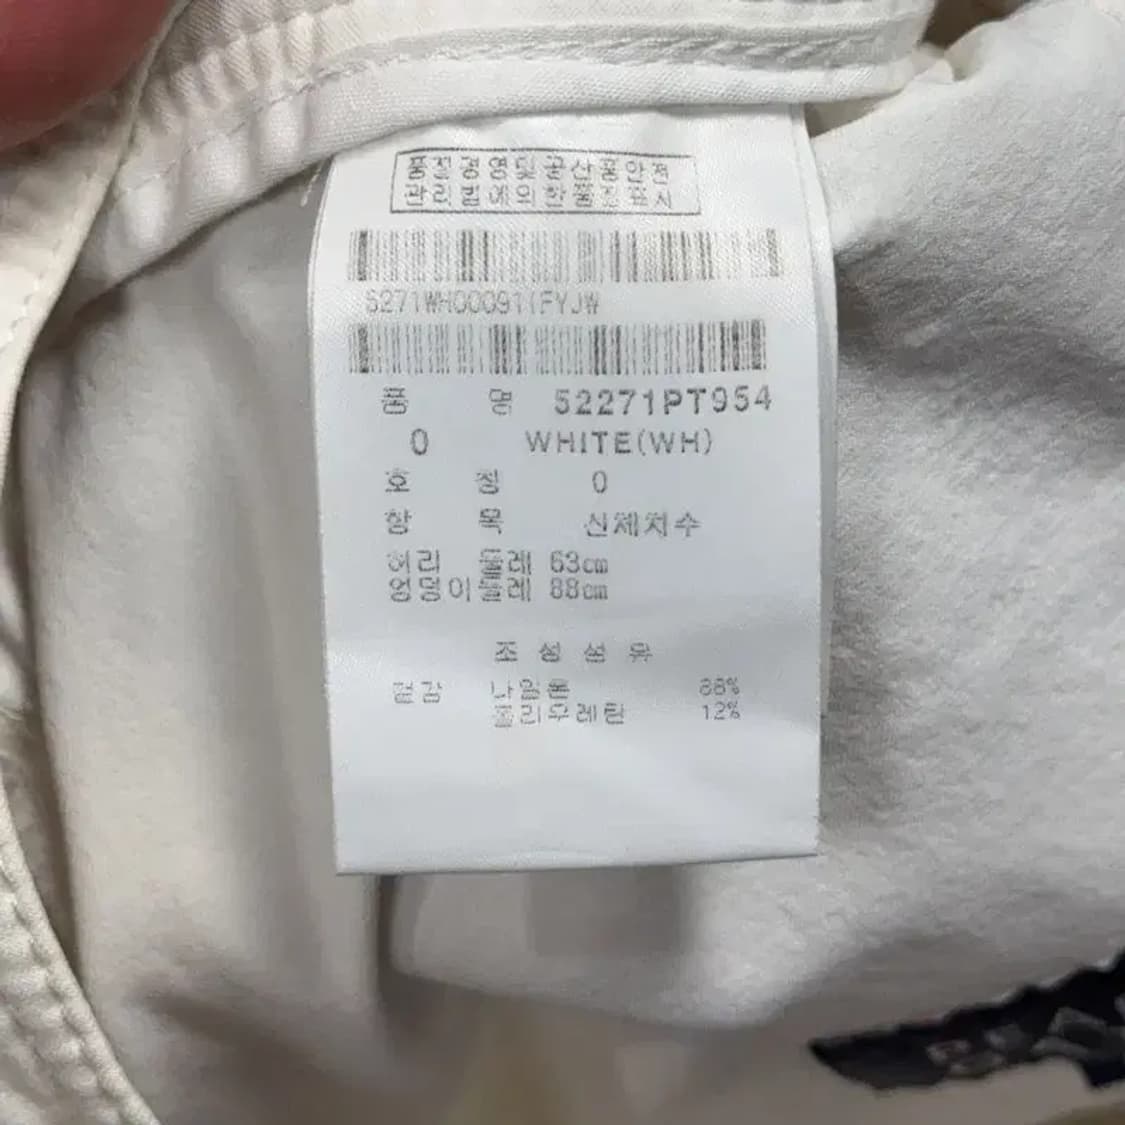 품질경영및공산품안전
관리법에의한품질표시
품 명 52271PT954
0 WHITE(WH)
호 칭 0
항 목 신체치수
허리 둘레 63cm
엉덩이둘레 88cm
조성섬유
겉감 나일론 88%
폴리우레탄 12%